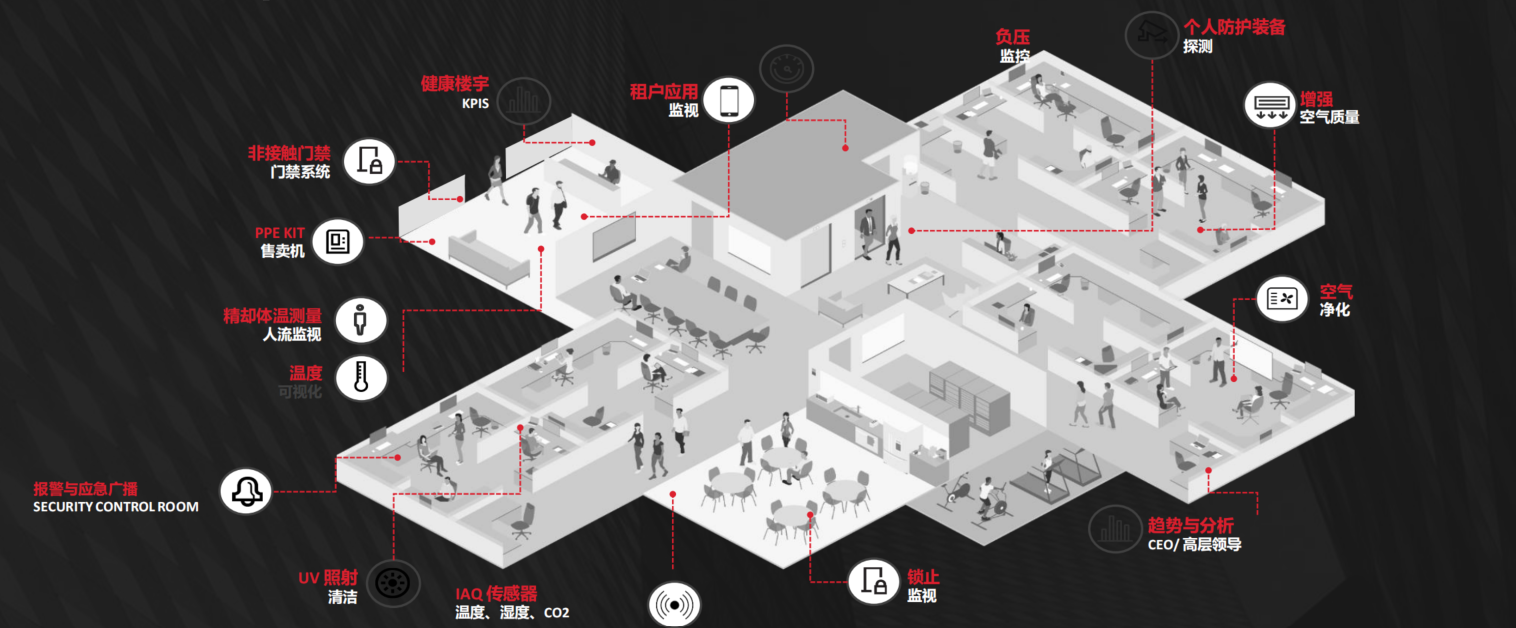 个人防护装备
探测
负压
监控
健康楼宇
KPIS
租户应用
监视
增强
空气质量
非接触门禁
门禁系统
PPE KIT
售卖机
空气
净化
精却体温测量
人流监视
温度
可视化
报警与应急广播
SECURITY CONTROL ROOM
趋势与分析
CEO/ 高层领导
UV 照射
清洁
IAQ 传感器
温度、湿度、CO2
锁止
监视